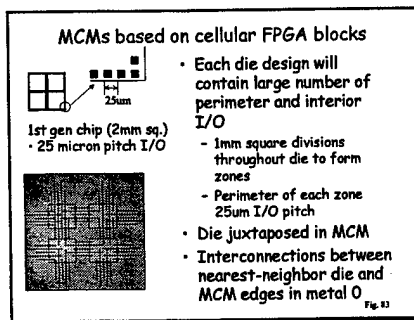 MCMs based on cellular FPGA blocks
25um
1st gen chip (2mm sq.)
• 25 micron pitch I/O
• Each die design will
contain large number of
perimeter and interior
I/O
- 1mm square divisions
throughout die to form
zones
- Perimeter of each zone
25um I/O pitch
• Die juxtaposed in MCM
• Interconnections between
nearest-neighbor die and
MCM edges in metal 0
Fig. 83